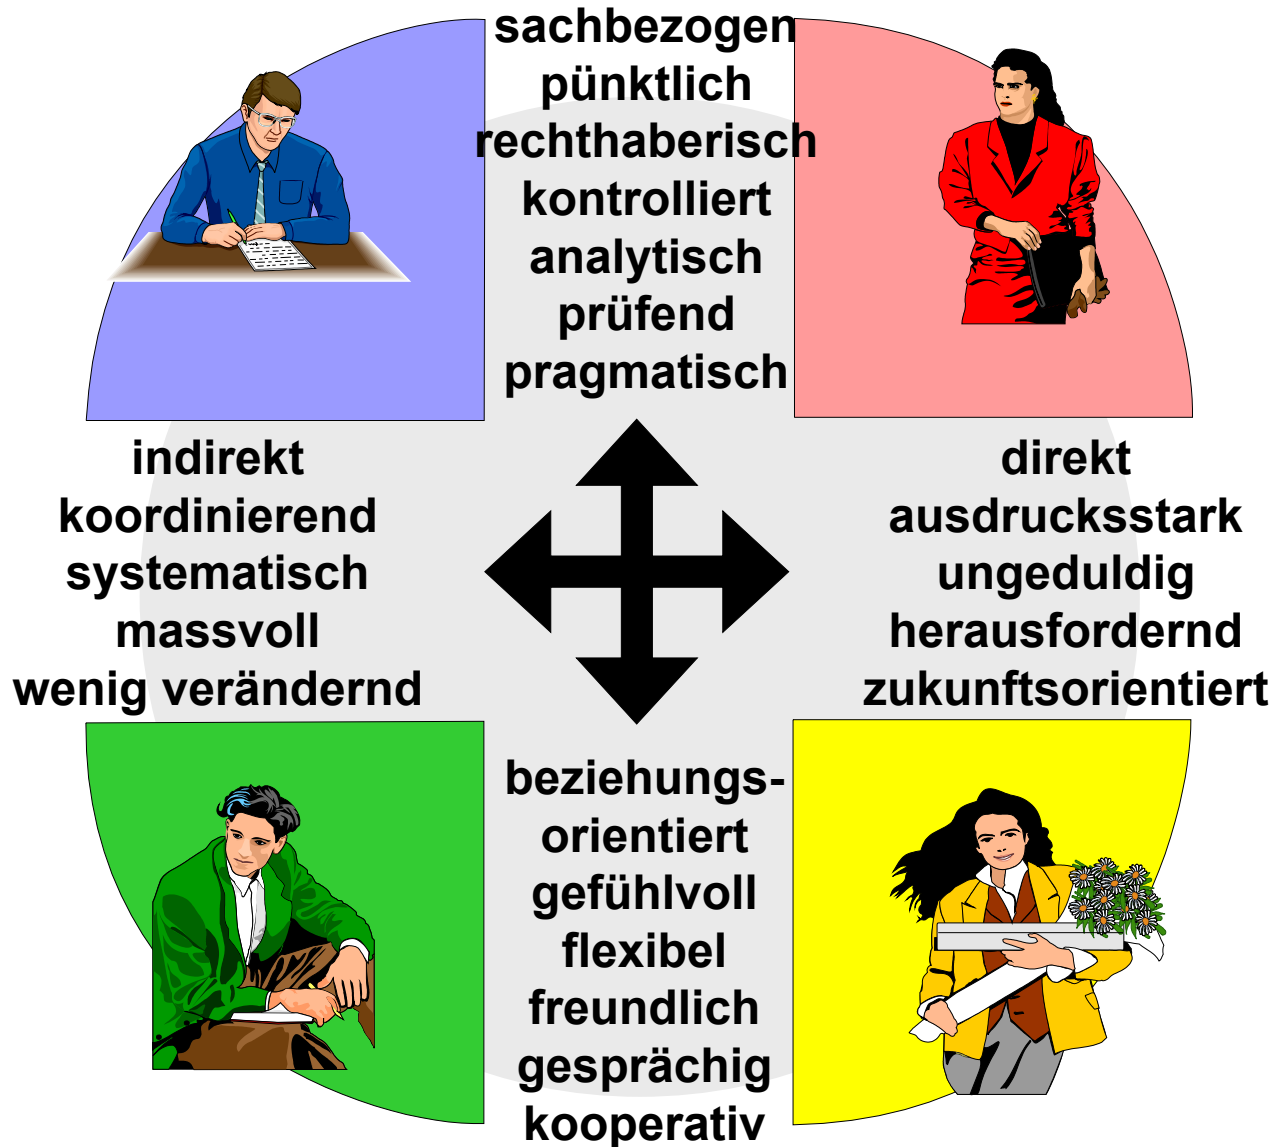 sachbezogen
pünktlich
rechthaberisch
kontrolliert
analytisch
prüfend
pragmatisch
indirekt
koordinierend
systematisch
massvoll
wenig verändernd
direkt
ausdrucksstark
ungeduldig
herausfordernd
zukunftsorientiert
beziehungs-
orientiert
gefühlvoll
flexibel
freundlich
gesprächig
kooperativ